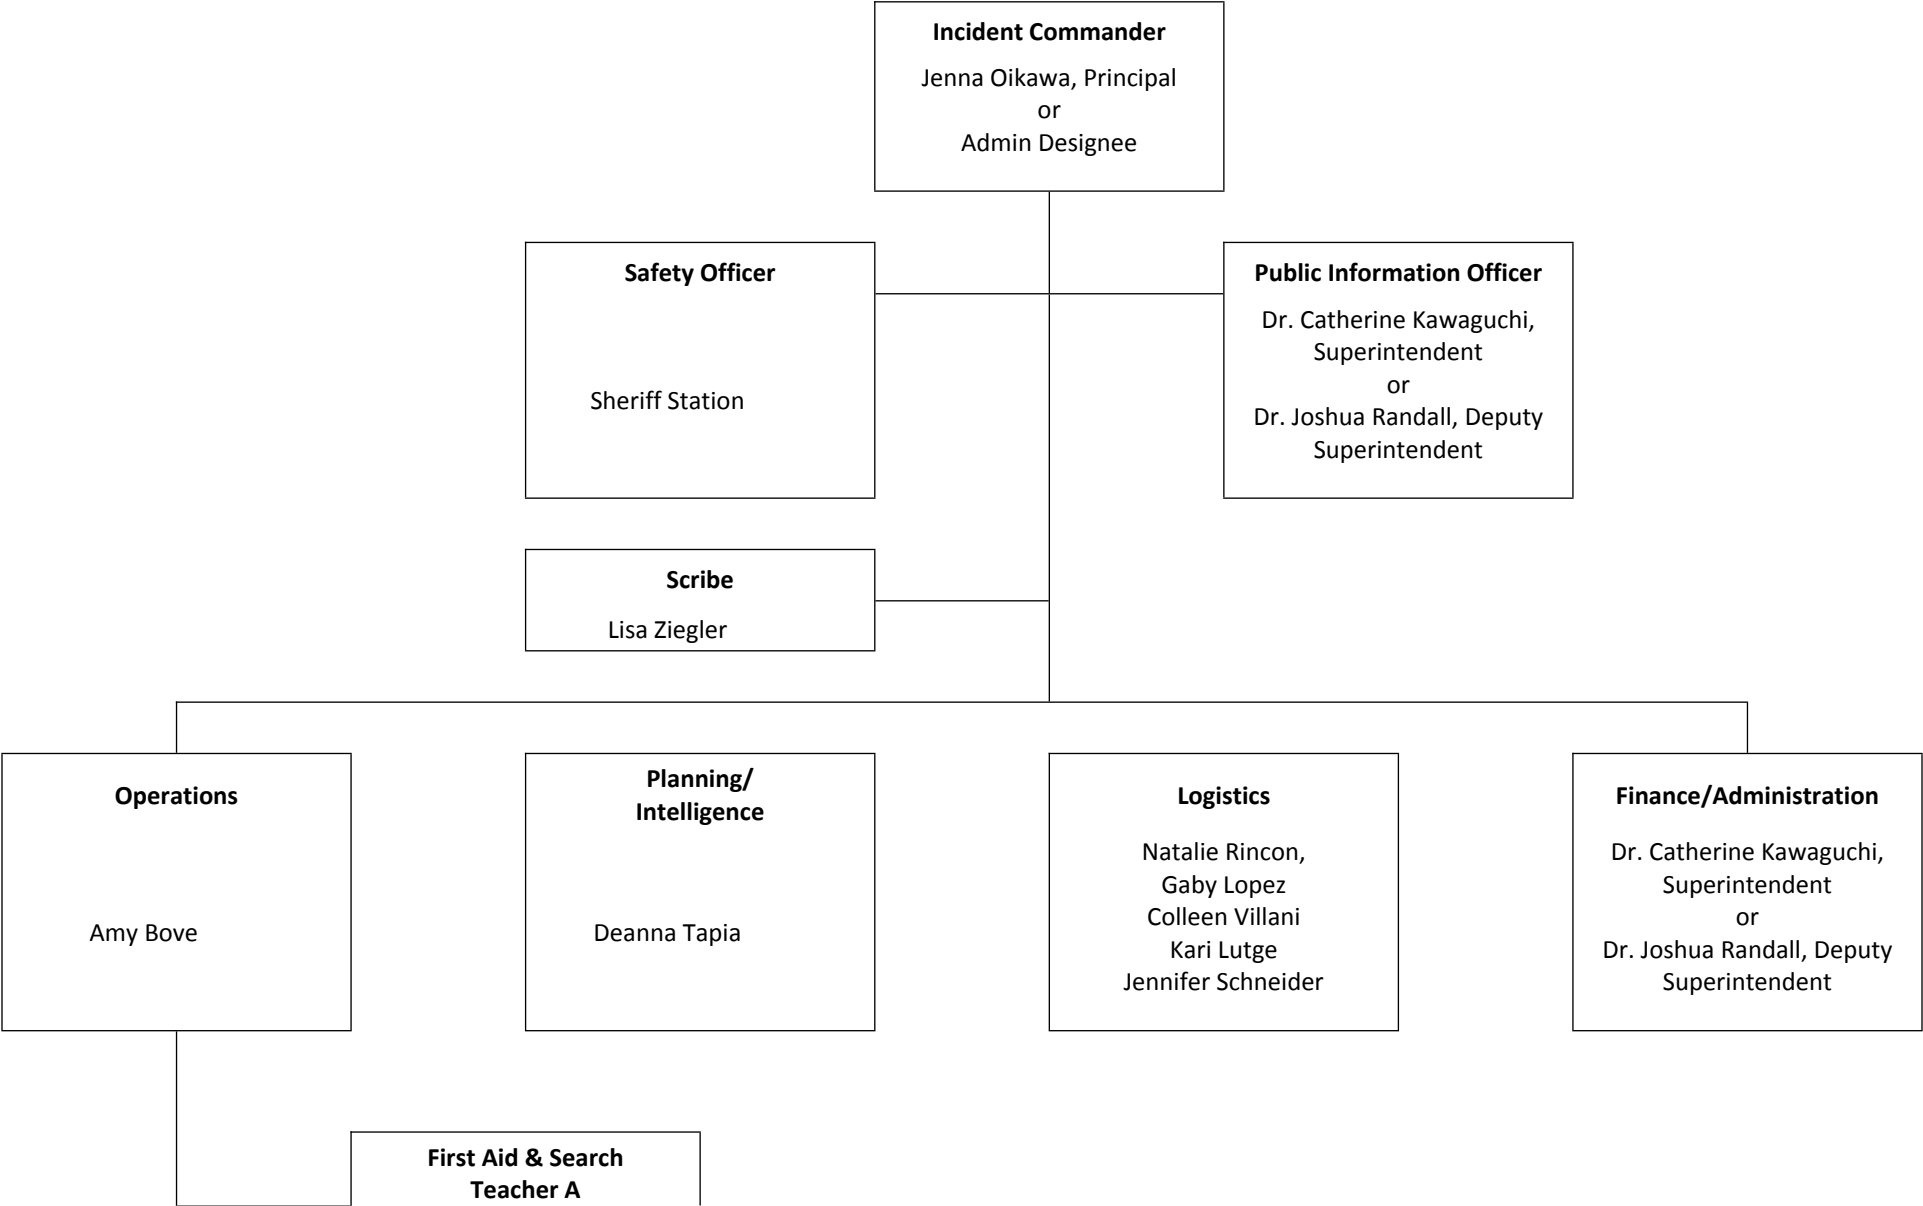 Incident Commander
Jenna Oikawa, Principal
or
Admin Designee
Safety Officer
Sheriff Station
Public Information Officer
Dr. Catherine Kawaguchi,
Superintendent
or
Dr. Joshua Randall, Deputy
Superintendent
Scribe
Lisa Ziegler
Operations
Amy Bove
Planning/
Intelligence
Deanna Tapia
Logistics
Natalie Rincon,
Gaby Lopez
Colleen Villani
Kari Lutge
Jennifer Schneider
Finance/Administration
Dr. Catherine Kawaguchi,
Superintendent
or
Dr. Joshua Randall, Deputy
Superintendent
First Aid & Search
Teacher A